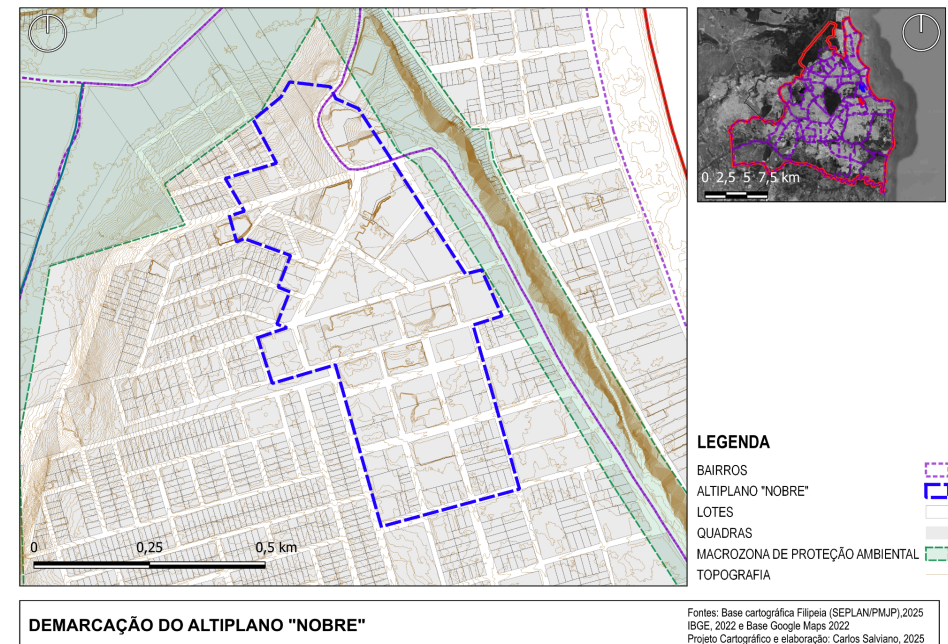 0 2,5 5 7,5 km
0 0,25 0,5 km
LEGENDA
BAIRROS
ALTIPLANO "NOBRE"
LOTES
QUADRAS
MACROZONA DE PROTEÇÃO AMBIENTAL
TOPOGRAFIA
DEMARCAÇÃO DO ALTIPLANO "NOBRE"
Fontes: Base cartográfica Filipeia (SEPLAN/PMJP),2025
IBGE, 2022 e Base Google Maps 2022
Projeto Cartográfico e elaboração: Carlos Salviano, 2025